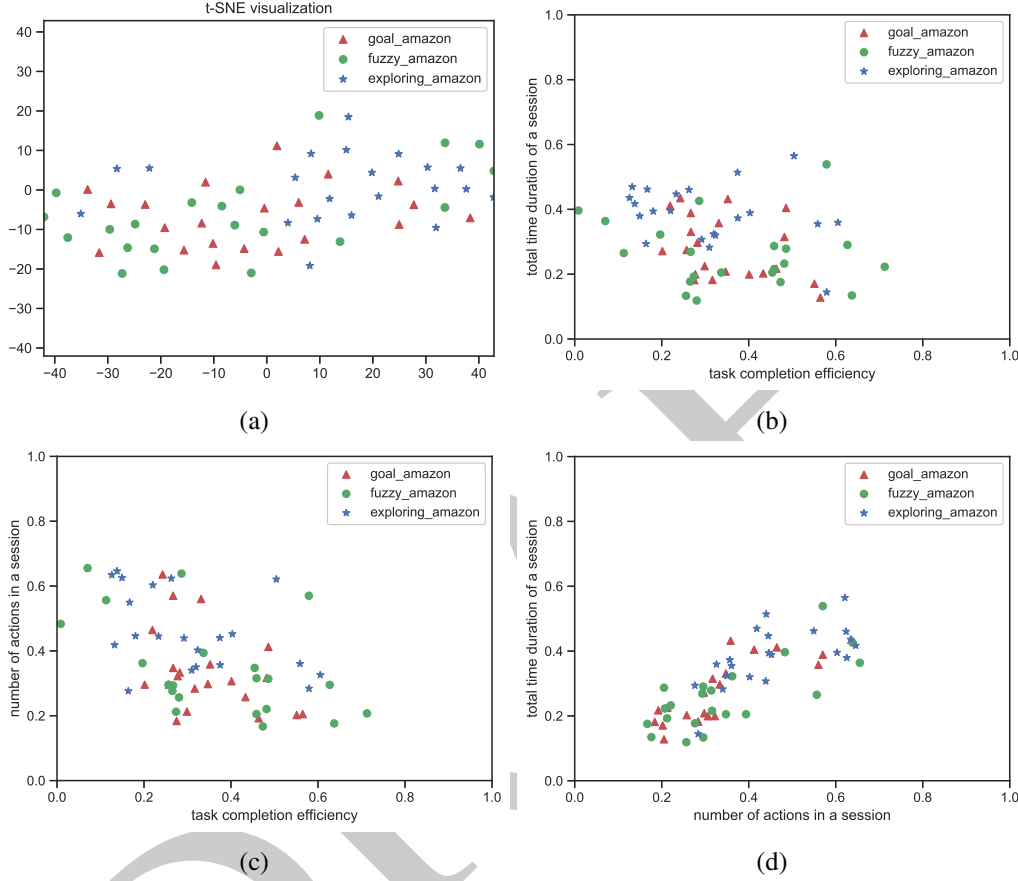 t-SNE visualization
40
30
20
10
0
−10
−20
−30
−40
−40 −30 −20 −10 0 10 20 30 40
goal_amazon
fuzzy_amazon
exploring_amazon
(a)
total time duration of a session
1.0
0.8
0.6
0.4
0.2
0.0
0.0 0.2 0.4 0.6 0.8 1.0
task completion efficiency
goal_amazon
fuzzy_amazon
exploring_amazon
(b)
number of actions in a session
1.0
0.8
0.6
0.4
0.2
0.0
0.0 0.2 0.4 0.6 0.8 1.0
task completion efficiency
goal_amazon
fuzzy_amazon
exploring_amazon
(c)
total time duration of a session
1.0
0.8
0.6
0.4
0.2
0.0
0.0 0.2 0.4 0.6 0.8 1.0
number of actions in a session
goal_amazon
fuzzy_amazon
exploring_amazon
(d)